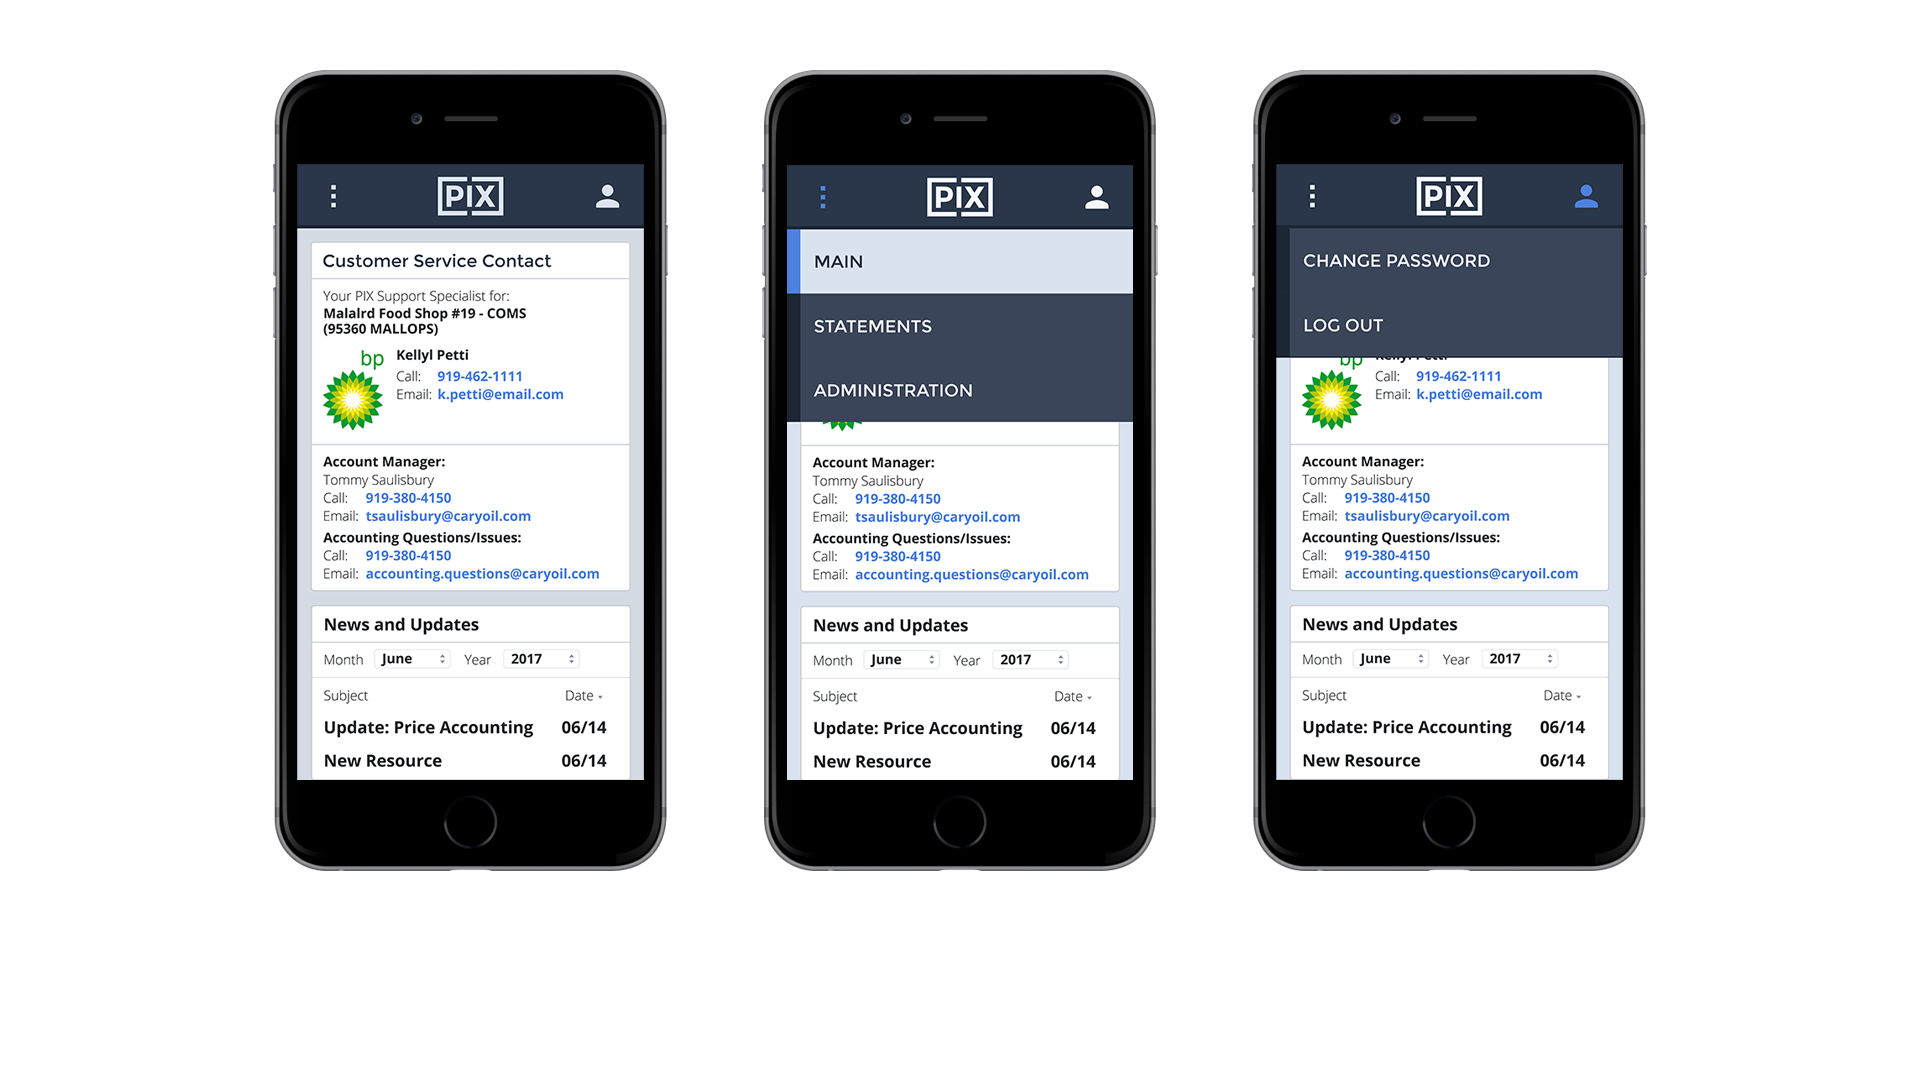 PIX
Customer Service Contact
Your PIX Support Specialist for:
Malalrd Food Shop #19 - COMS
(95360 MALLOPS)
bp
Kellyl Petti
Call: 919-462-1111
Email: k.petti@email.com
Account Manager:
Tommy Saulisbury
Call: 919-380-4150
Email: tsaulisbury@caryoil.com
Accounting Questions/Issues:
Call: 919-380-4150
Email: accounting.questions@caryoil.com
News and Updates
Month June Year 2017
Subject Date
Update: Price Accounting 06/14
New Resource 06/14
PIX
MAIN
STATEMENTS
ADMINISTRATION
Account Manager:
Tommy Saulisbury
Call: 919-380-4150
Email: tsaulisbury@caryoil.com
Accounting Questions/Issues:
Call: 919-380-4150
Email: accounting.questions@caryoil.com
News and Updates
Month June Year 2017
Subject Date
Update: Price Accounting 06/14
New Resource 06/14
PIX
CHANGE PASSWORD
LOG OUT
bp
Kellyl Petti
Call: 919-462-1111
Email: k.petti@email.com
Account Manager:
Tommy Saulisbury
Call: 919-380-4150
Email: tsaulisbury@caryoil.com
Accounting Questions/Issues:
Call: 919-380-4150
Email: accounting.questions@caryoil.com
News and Updates
Month June Year 2017
Subject Date
Update: Price Accounting 06/14
New Resource 06/14